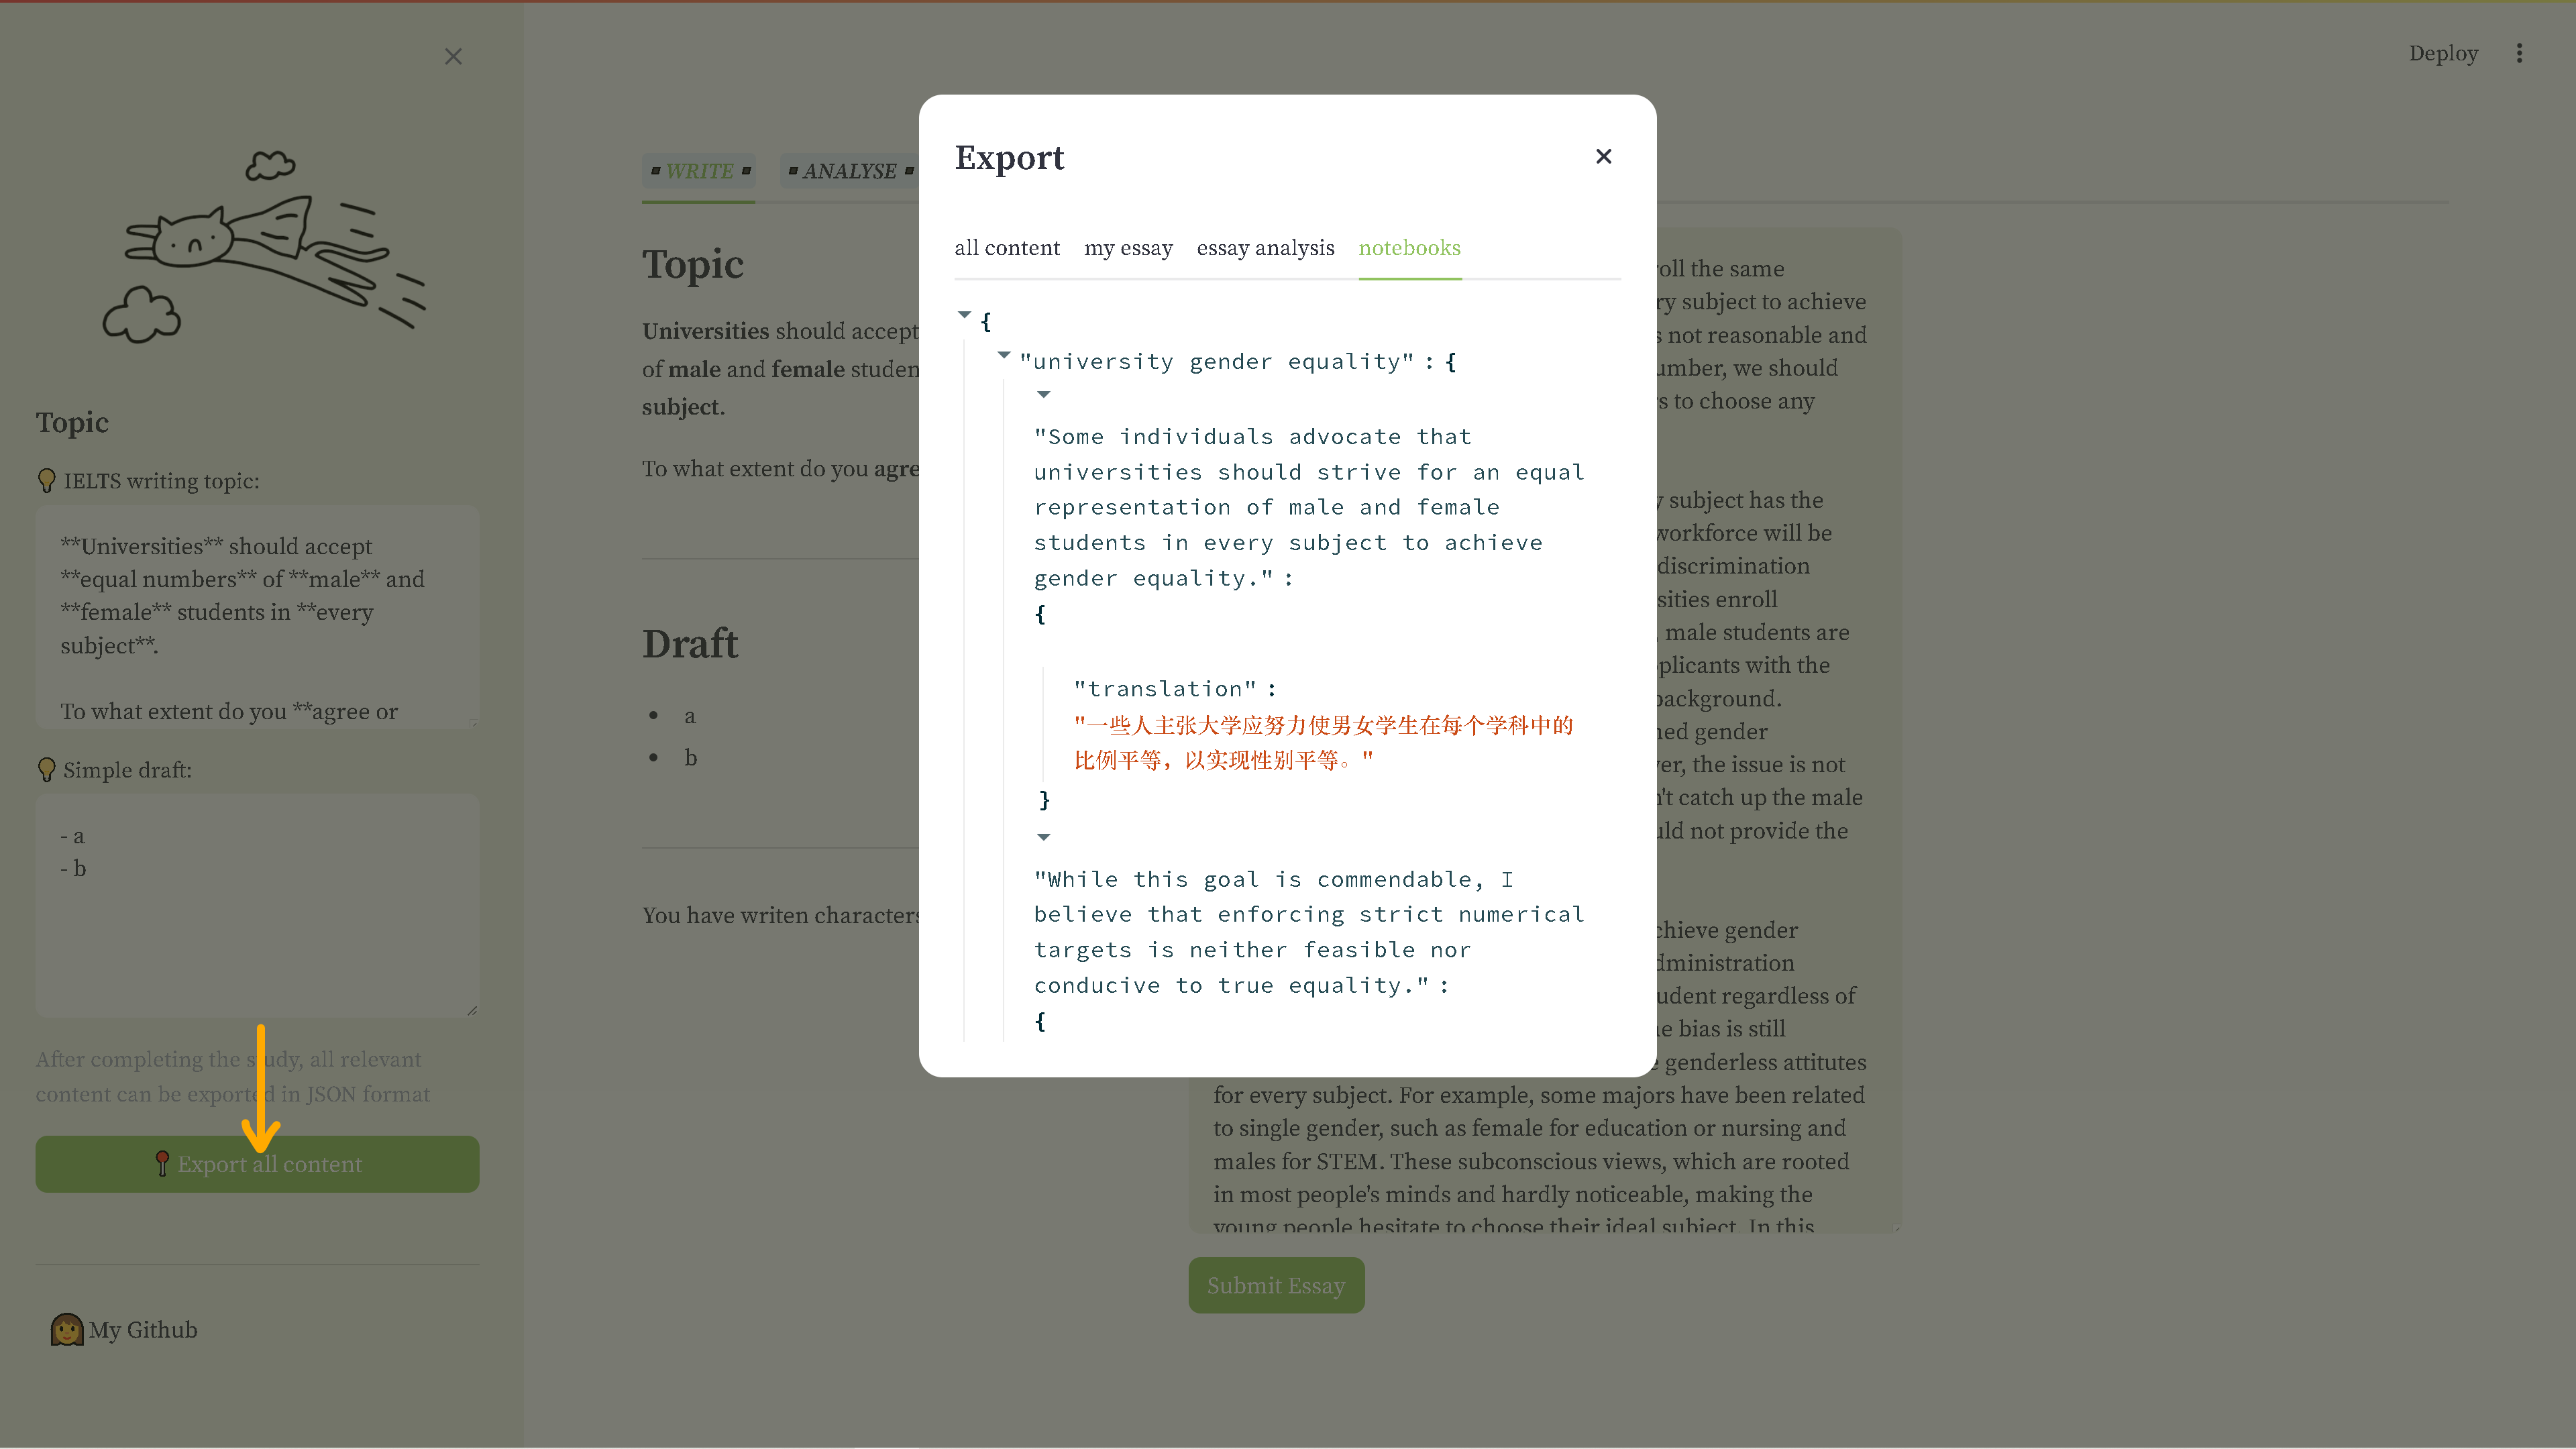 Deploy
Topic
💡 IELTS writing topic:
**Universities** should accept
**equal numbers** of **male** and
**female** students in **every
subject**.
To what extent do you **agree or
💡 Simple draft:
- a
- b
After completing the study, all relevant
content can be exported in JSON format
Export all content
My Github
WRITE
ANALYSE
Topic
Universities should accept
of male and female studen
subject.
To what extent do you agre
Draft
• a
• b
You have writen characters
Export
all content my essay essay analysis notebooks
{
"university gender equality" : {
"Some individuals advocate that
universities should strive for an equal
representation of male and female
students in every subject to achieve
gender equality." :
{
"translation" :
"一些人主张大学应努力使男女学生在每个学科中的
比例平等，以实现性别平等。"
}
"While this goal is commendable, I
believe that enforcing strict numerical
targets is neither feasible nor
conducive to true equality." :
{
oll the same
ry subject to achieve
s not reasonable and
umber, we should
s to choose any
y subject has the
workforce will be
discrimination
sities enroll
, male students are
plicants with the
background.
ned gender
ver, the issue is not
n't catch up the male
uld not provide the
chieve gender
dministration
udent regardless of
ne bias is still
e genderless attitutes
for every subject. For example, some majors have been related
to single gender, such as female for education or nursing and
males for STEM. These subconscious views, which are rooted
in most people's minds and hardly noticeable, making the
young people hesitate to choose their ideal subject. In this
Submit Essay